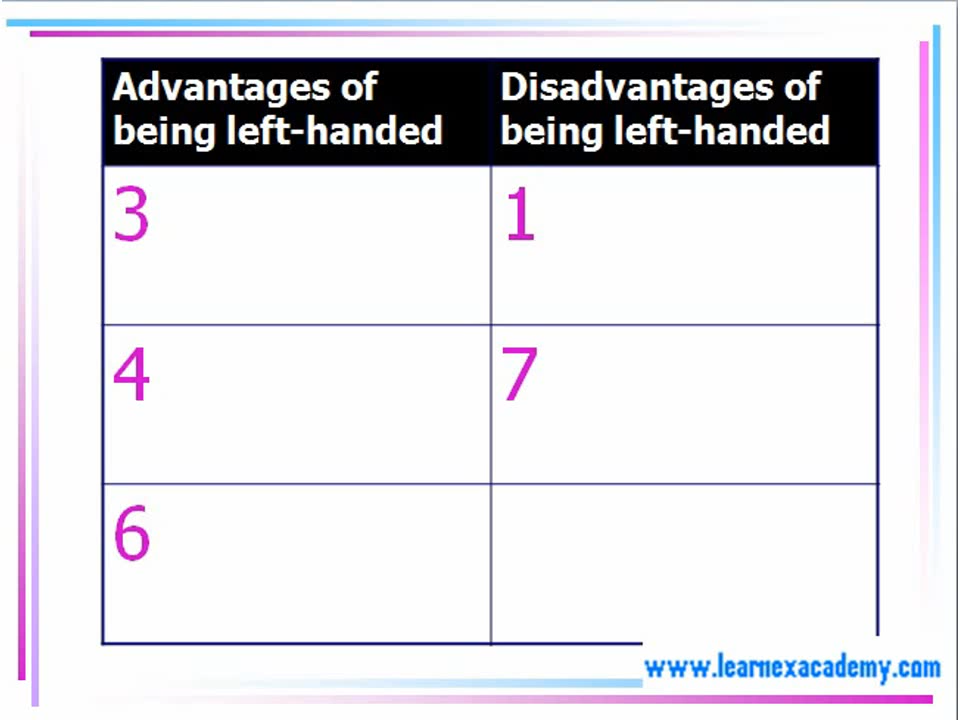 Advantages of
being left-handed
Disadvantages of
being left-handed
3
1
4
7
6
www.learnexacademy.com